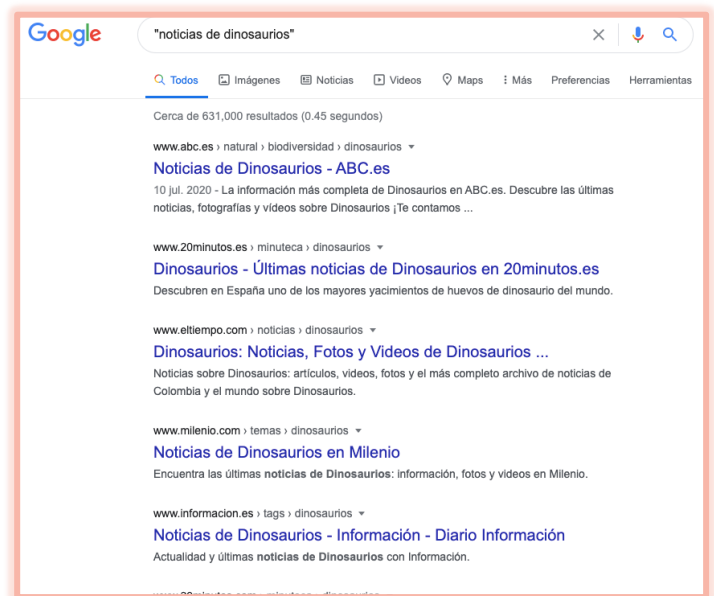 Google
"noticias de dinosaurios"
Todos Imágenes Noticias Videos Maps Más Preferencias Herramientas
Cerca de 631,000 resultados (0.45 segundos)
www.abc.es › natural › biodiversidad › dinosaurios
Noticias de Dinosaurios - ABC.es
10 jul. 2020 - La información más completa de Dinosaurios en ABC.es. Descubre las últimas
noticias, fotografías y vídeos sobre Dinosaurios ¡Te contamos ...
www.20minutos.es › minuteca › dinosaurios
Dinosaurios - Últimas noticias de Dinosaurios en 20minutos.es
Descubren en España uno de los mayores yacimientos de huevos de dinosaurio del mundo.
www.eltiempo.com › noticias › dinosaurios
Dinosaurios: Noticias, Fotos y Videos de Dinosaurios ...
Noticias sobre Dinosaurios: artículos, videos, fotos y el más completo archivo de noticias de
Colombia y el mundo sobre Dinosaurios.
www.milenio.com › temas › dinosaurios
Noticias de Dinosaurios en Milenio
Encuentra las últimas noticias de Dinosaurios: información, fotos y videos en Milenio.
www.informacion.es › tags › dinosaurios
Noticias de Dinosaurios - Información - Diario Información
Actualidad y últimas noticias de Dinosaurios con Información.